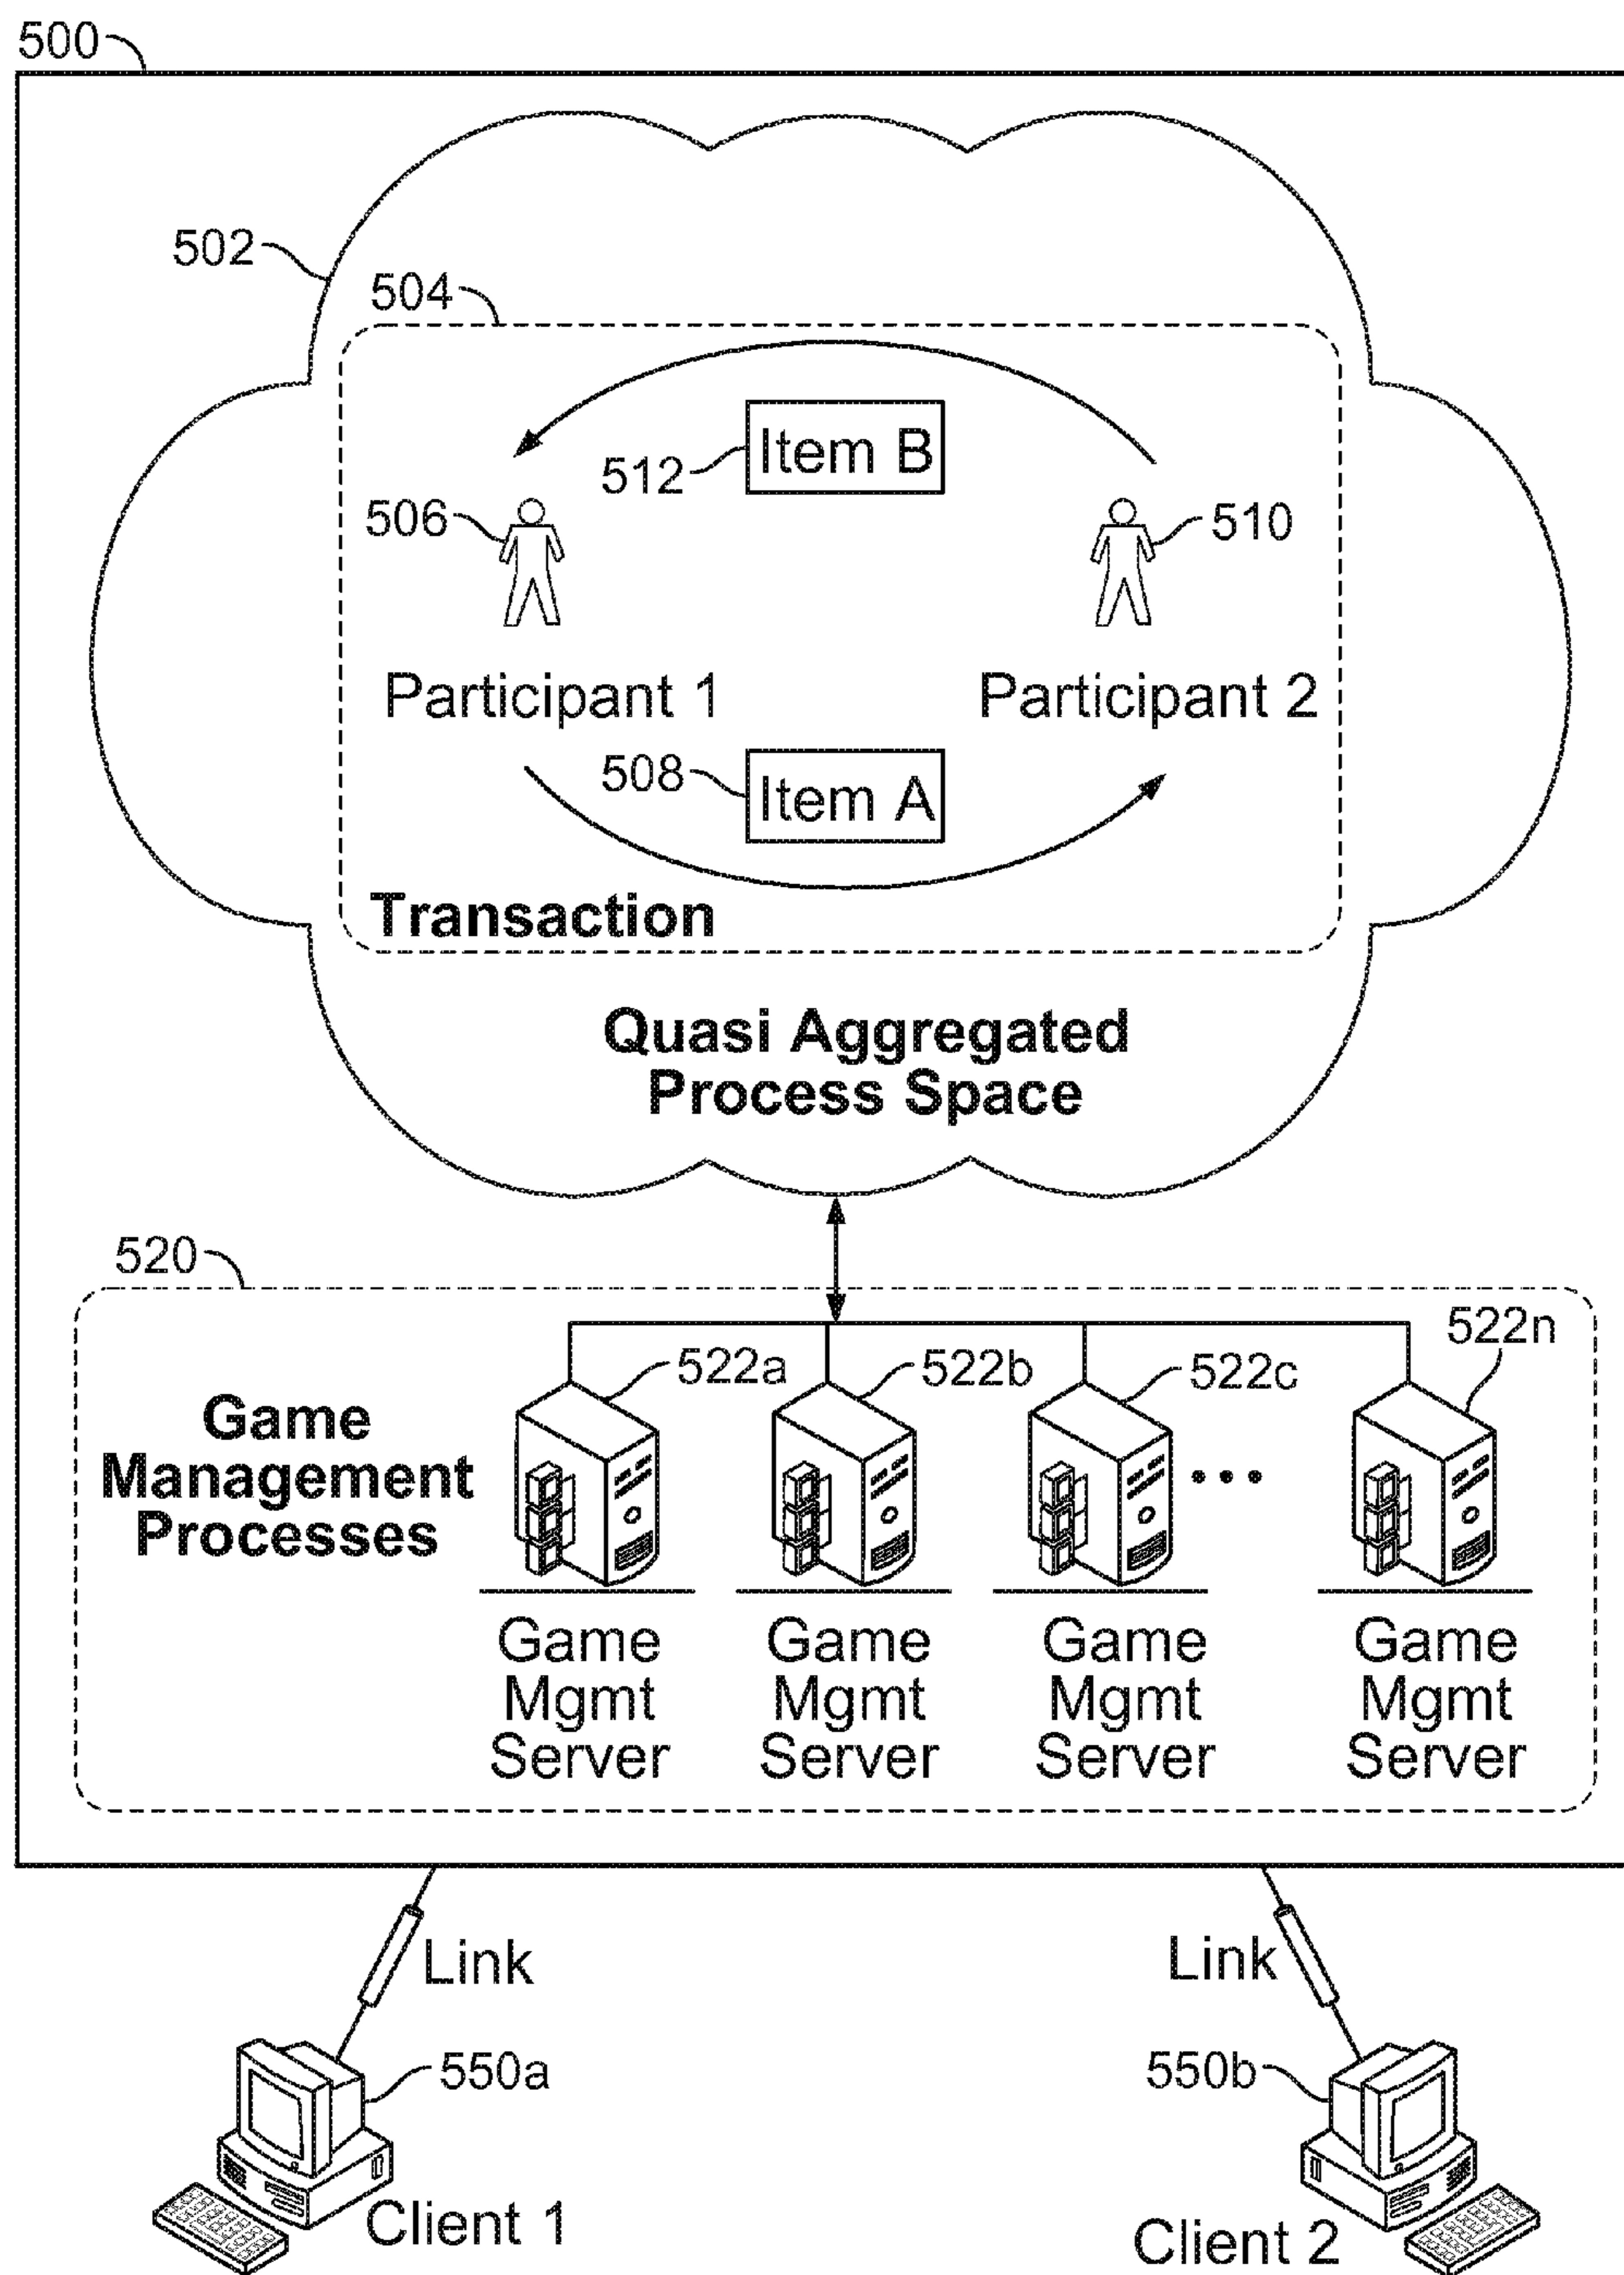 500
502
504
Item B
512
506
510
Participant 1
Participant 2
508
Item A
Transaction
Quasi Aggregated
Process Space
520
522n
522a
522b
522c
Game
Management
Processes
Game
Mgmt
Server
Game
Mgmt
Server
Game
Mgmt
Server
Game
Mgmt
Server
Link
Link
550a
550b
Client 1
Client 2